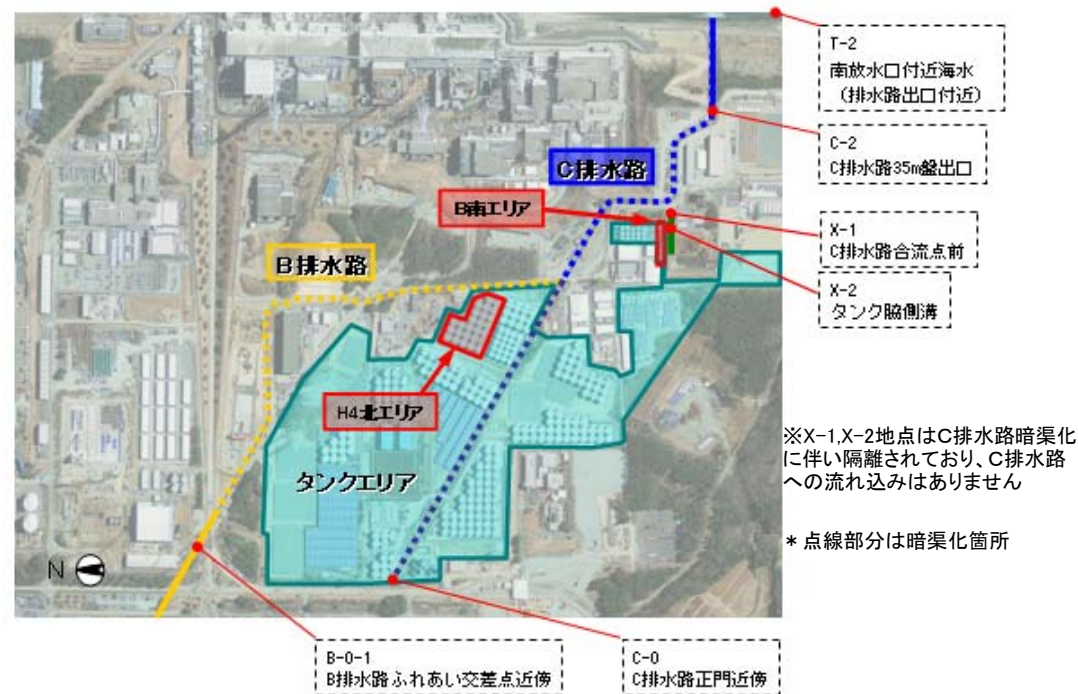 T-2
南放水口付近海水
（排水路出口付近）
C-2
C排水路35m盤出口
C排水路
B南エリア
X-1
C排水路合流点前
B排水路
X-2
タンク脇側溝
H4北エリア
※X-1,X-2地点はC排水路暗渠化
に伴い隔離されており、C排水路
への流れ込みはありません
タンクエリア
＊点線部分は暗渠化箇所
N
B-0-1
B排水路ふれあい交差点近傍
C-0
C排水路正門近傍